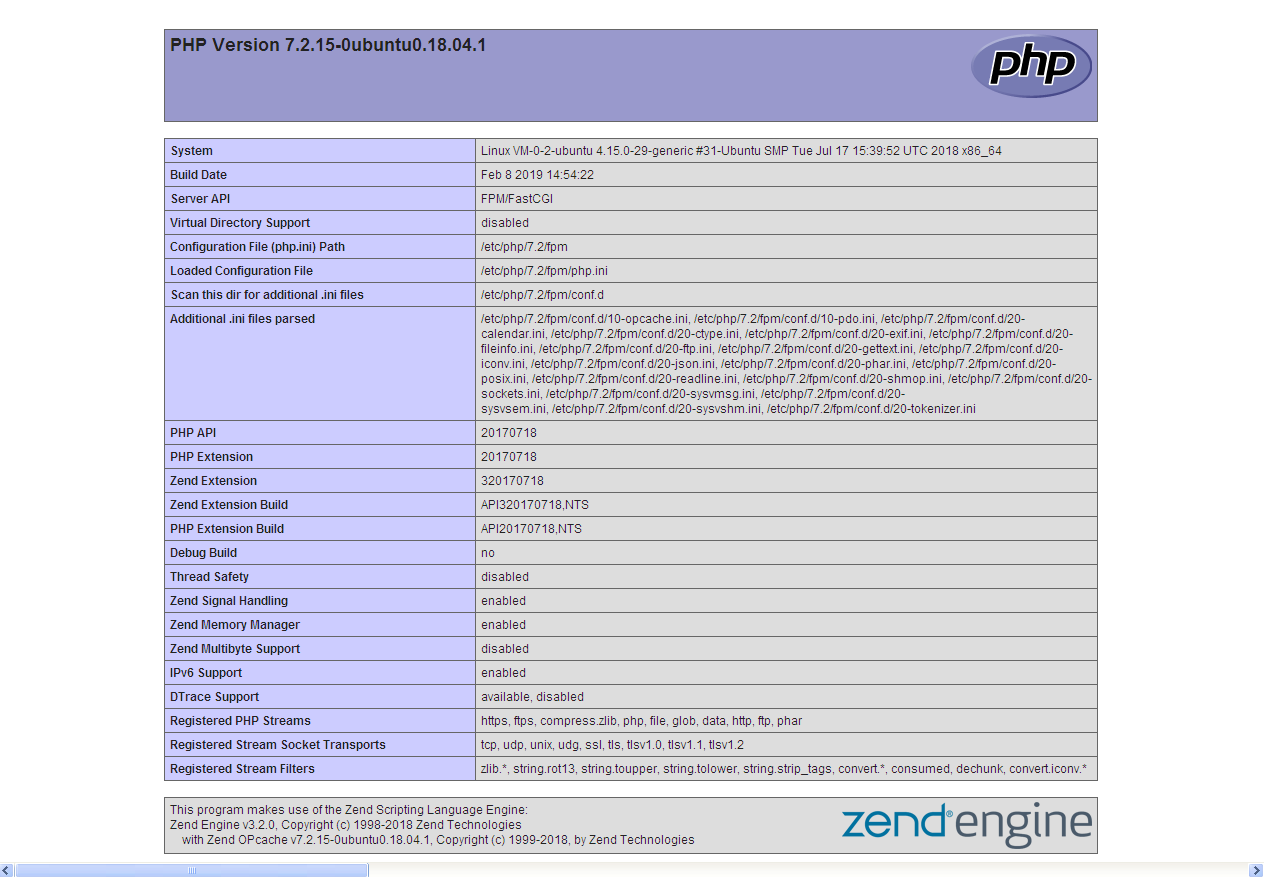 PHP Version 7.2.15-0ubuntu0.18.04.1
php
System Linux VM-0-2-ubuntu 4.15.0-29-generic #31-Ubuntu SMP Tue Jul 17 15:39:52 UTC 2018 x86_64
Build Date Feb 8 2019 14:54:22
Server API FPM/FastCGI
Virtual Directory Support disabled
Configuration File (php.ini) Path /etc/php/7.2/fpm
Loaded Configuration File /etc/php/7.2/fpm/php.ini
Scan this dir for additional .ini files /etc/php/7.2/fpm/conf.d
Additional .ini files parsed /etc/php/7.2/fpm/conf.d/10-opcache.ini, /etc/php/7.2/fpm/conf.d/10-pdo.ini, /etc/php/7.2/fpm/conf.d/20-
calendar.ini, /etc/php/7.2/fpm/conf.d/20-ctype.ini, /etc/php/7.2/fpm/conf.d/20-exif.ini, /etc/php/7.2/fpm/conf.d/20-
fileinfo.ini, /etc/php/7.2/fpm/conf.d/20-ftp.ini, /etc/php/7.2/fpm/conf.d/20-gettext.ini, /etc/php/7.2/fpm/conf.d/20-
iconv.ini, /etc/php/7.2/fpm/conf.d/20-json.ini, /etc/php/7.2/fpm/conf.d/20-phar.ini, /etc/php/7.2/fpm/conf.d/20-
posix.ini, /etc/php/7.2/fpm/conf.d/20-readline.ini, /etc/php/7.2/fpm/conf.d/20-shmop.ini, /etc/php/7.2/fpm/conf.d/20-
sockets.ini, /etc/php/7.2/fpm/conf.d/20-sysvmsg.ini, /etc/php/7.2/fpm/conf.d/20-
sysvsem.ini, /etc/php/7.2/fpm/conf.d/20-sysvshm.ini, /etc/php/7.2/fpm/conf.d/20-tokenizer.ini
PHP API 20170718
PHP Extension 20170718
Zend Extension 320170718
Zend Extension Build API320170718,NTS
PHP Extension Build API20170718,NTS
Debug Build no
Thread Safety disabled
Zend Signal Handling enabled
Zend Memory Manager enabled
Zend Multibyte Support disabled
IPv6 Support enabled
DTrace Support available, disabled
Registered PHP Streams https, ftps, compress.zlib, php, file, glob, data, http, ftp, phar
Registered Stream Socket Transports tcp, udp, unix, udg, ssl, tls, tlsv1.0, tlsv1.1, tlsv1.2
Registered Stream Filters zlib.*, string.rot13, string.toupper, string.tolower, string.strip_tags, convert.*, consumed, dechunk, convert.iconv.*
This program makes use of the Zend Scripting Language Engine:
Zend Engine v3.2.0, Copyright (c) 1998-2018 Zend Technologies
with Zend OPcache v7.2.15-0ubuntu0.18.04.1, Copyright (c) 1999-2018, by Zend Technologies
zend® engine